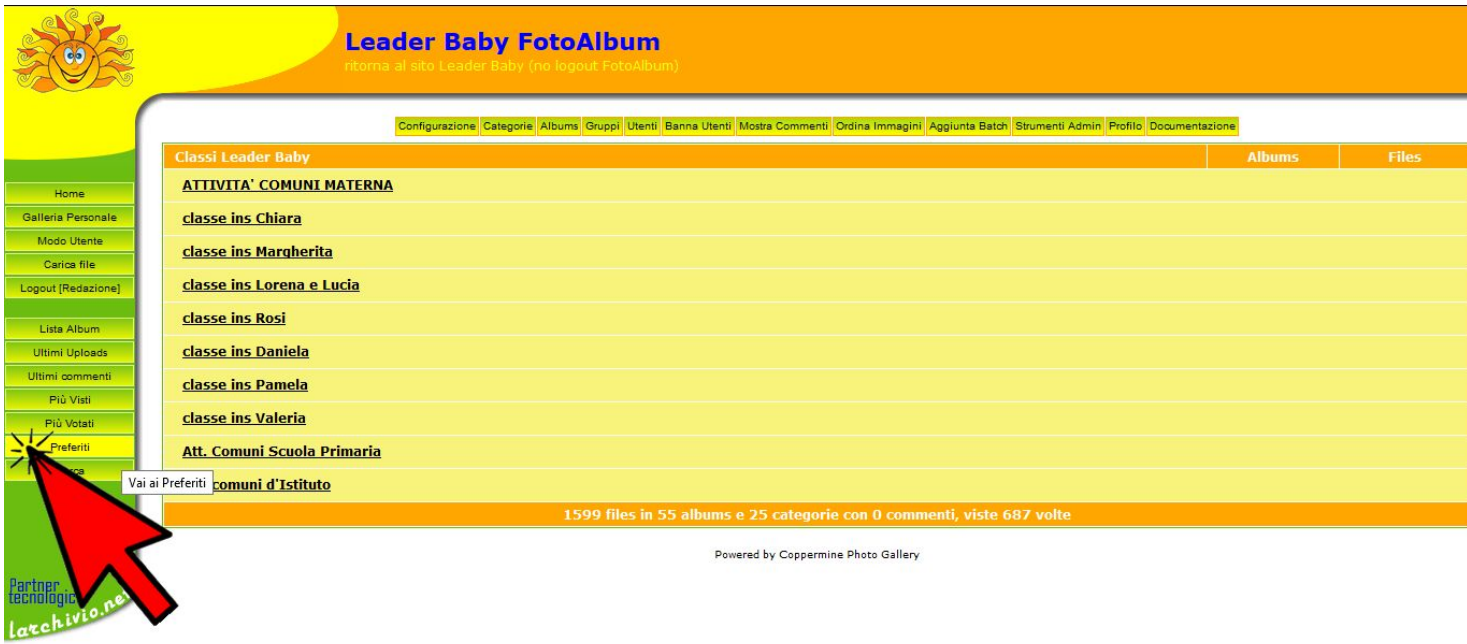 Leader Baby FotoAlbum
ritorna al sito Leader Baby (no logout FotoAlbum)
Configurazione Categorie Albums Gruppi Utenti Banna Utenti Mostra Commenti Ordina Immagini Aggiunta Batch Strumenti Admin Profilo Documentazione
Home
Galleria Personale
Modo Utente
Carica file
Logout [Redazione]
Lista Album
Ultimi Uploads
Ultimi commenti
Più Visti
Più Votati
Preferiti
Vai ai Preferiti
Classi Leader Baby Albums Files
ATTIVITA' COMUNI MATERNA
classe ins Chiara
classe ins Margherita
classe ins Lorena e Lucia
classe ins Rosi
classe ins Daniela
classe ins Pamela
classe ins Valeria
Att. Comuni Scuola Primaria
comuni d'Istituto
1599 files in 55 albums e 25 categorie con 0 commenti, viste 687 volte
Powered by Coppermine Photo Gallery
Partner
larchivio.net